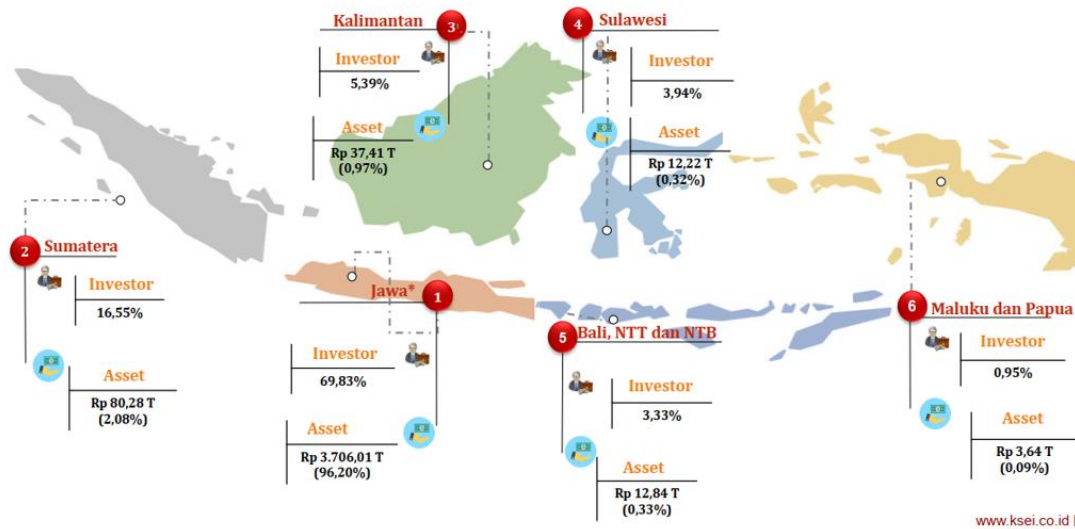 Kalimantan
3
Investor
5,39%
Asset
Rp 37,41 T
(0,97%)
4
Sulawesi
Investor
3,94%
Asset
Rp 12,22 T
(0,32%)
2
Sumatera
Investor
16,55%
Asset
Rp 80,28 T
(2,08%)
Jawa*
1
Investor
69,83%
Asset
Rp 3.706,01 T
(96,20%)
5
Bali, NTT dan NTB
Investor
3,33%
Asset
Rp 12,84 T
(0,33%)
6
Maluku dan Papua
Investor
0,95%
Asset
Rp 3,64 T
(0,09%)
www.ksei.co.id